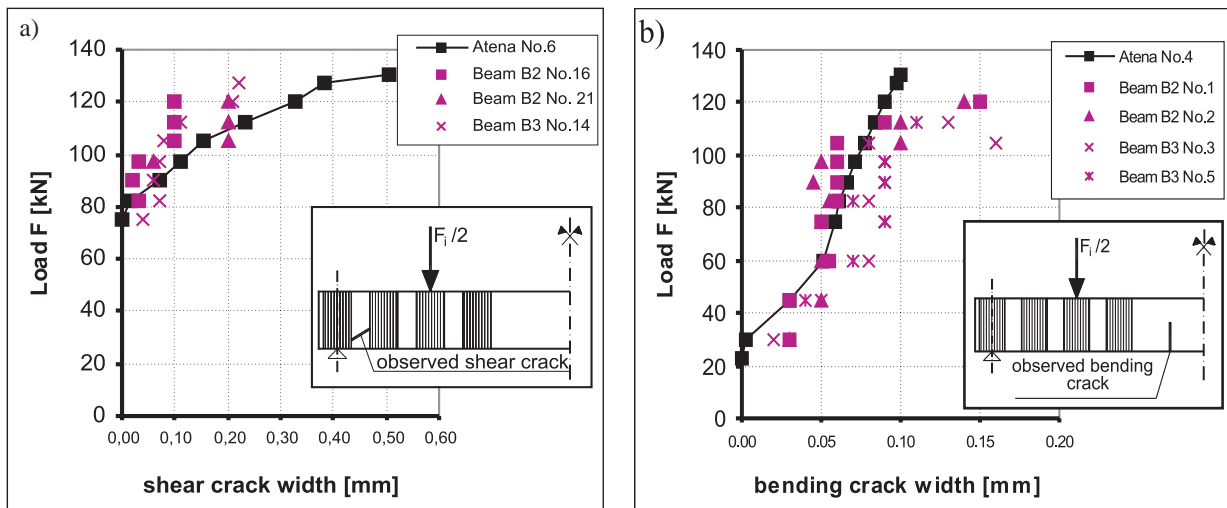 a)
Load F [kN]
140
120
100
80
60
40
20
0
0,00 0,10 0,20 0,30 0,40 0,50 0,60
shear crack width [mm]
Atena No.6
Beam B2 No.16
Beam B2 No. 21
Beam B3 No.14
Fi /2
observed shear crack
b)
Load F [kN]
140
120
100
80
60
40
20
0
0.00 0.05 0.10 0.15 0.20
bending crack width [mm]
Atena No.4
Beam B2 No.1
Beam B2 No.2
Beam B3 No.3
Beam B3 No.5
Fi /2
observed bending
crack